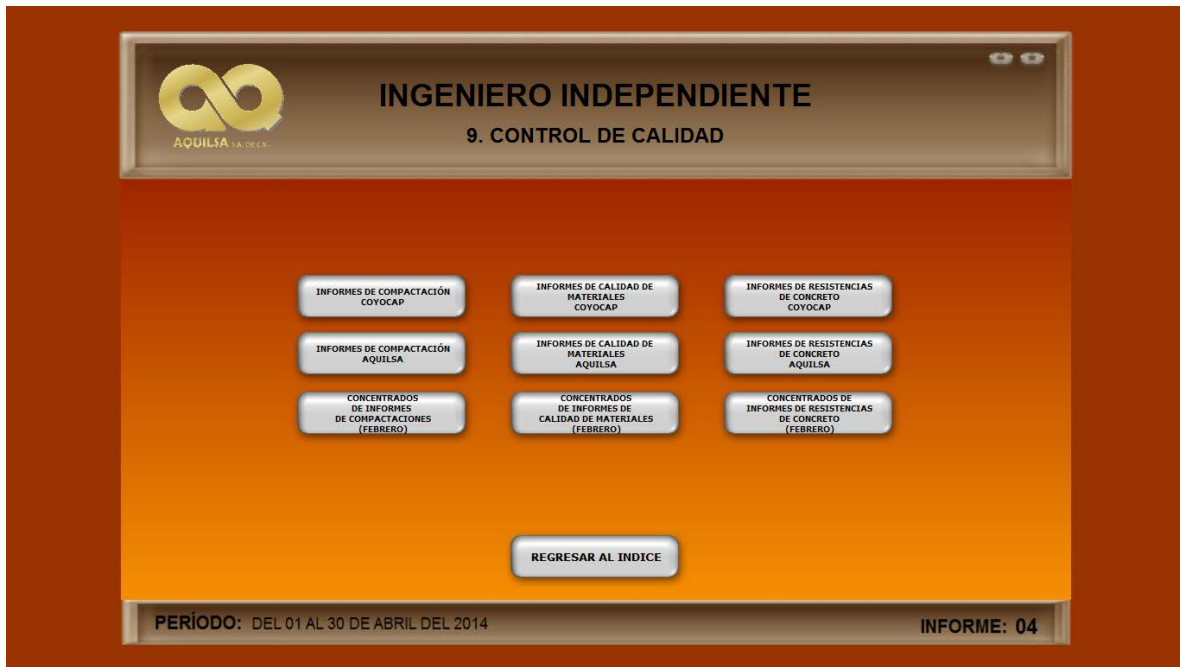 INGENIERO INDEPENDIENTE
9. CONTROL DE CALIDAD
AQUILSA S.A. DE C.V.
INFORMES DE COMPACTACIÓN
COYOCAP
INFORMES DE CALIDAD DE
MATERIALES
COYOCAP
INFORMES DE RESISTENCIAS
DE CONCRETO
COYOCAP
INFORMES DE COMPACTACIÓN
AQUILSA
INFORMES DE CALIDAD DE
MATERIALES
AQUILSA
INFORMES DE RESISTENCIAS
DE CONCRETO
AQUILSA
CONCENTRADOS
DE INFORMES
DE COMPACTACIONES
(FEBRERO)
CONCENTRADOS
DE INFORMES DE
CALIDAD DE MATERIALES
(FEBRERO)
CONCENTRADOS DE
INFORMES DE RESISTENCIAS
DE CONCRETO
(FEBRERO)
REGRESAR AL INDICE
PERÍODO: DEL 01 AL 30 DE ABRIL DEL 2014
INFORME: 04